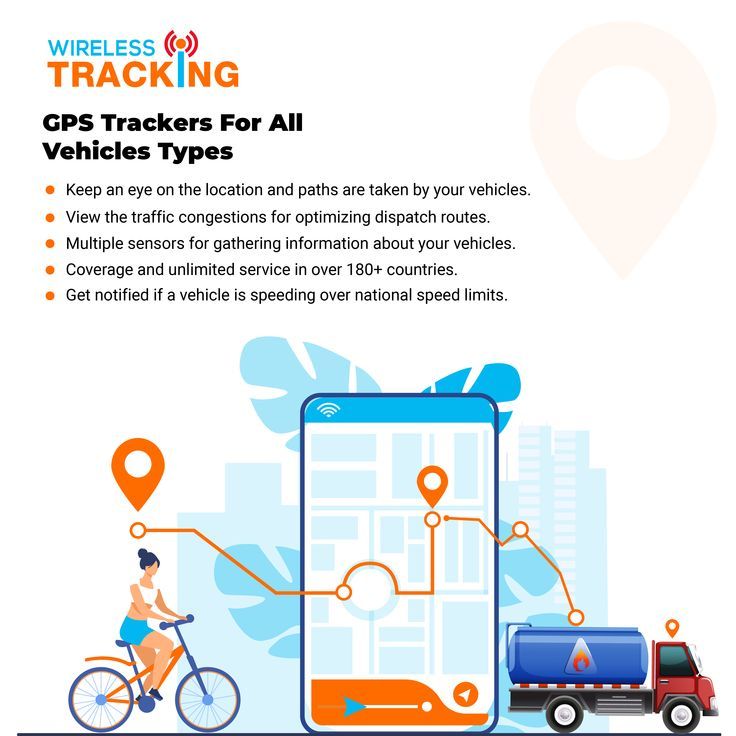 WIRELESS
TRACKING
GPS Trackers For All
Vehicles Types
Keep an eye on the location and paths are taken by your vehicles.
View the traffic congestions for optimizing dispatch routes.
Multiple sensors for gathering information about your vehicles.
Coverage and unlimited service in over 180+ countries.
Get notified if a vehicle is speeding over national speed limits.